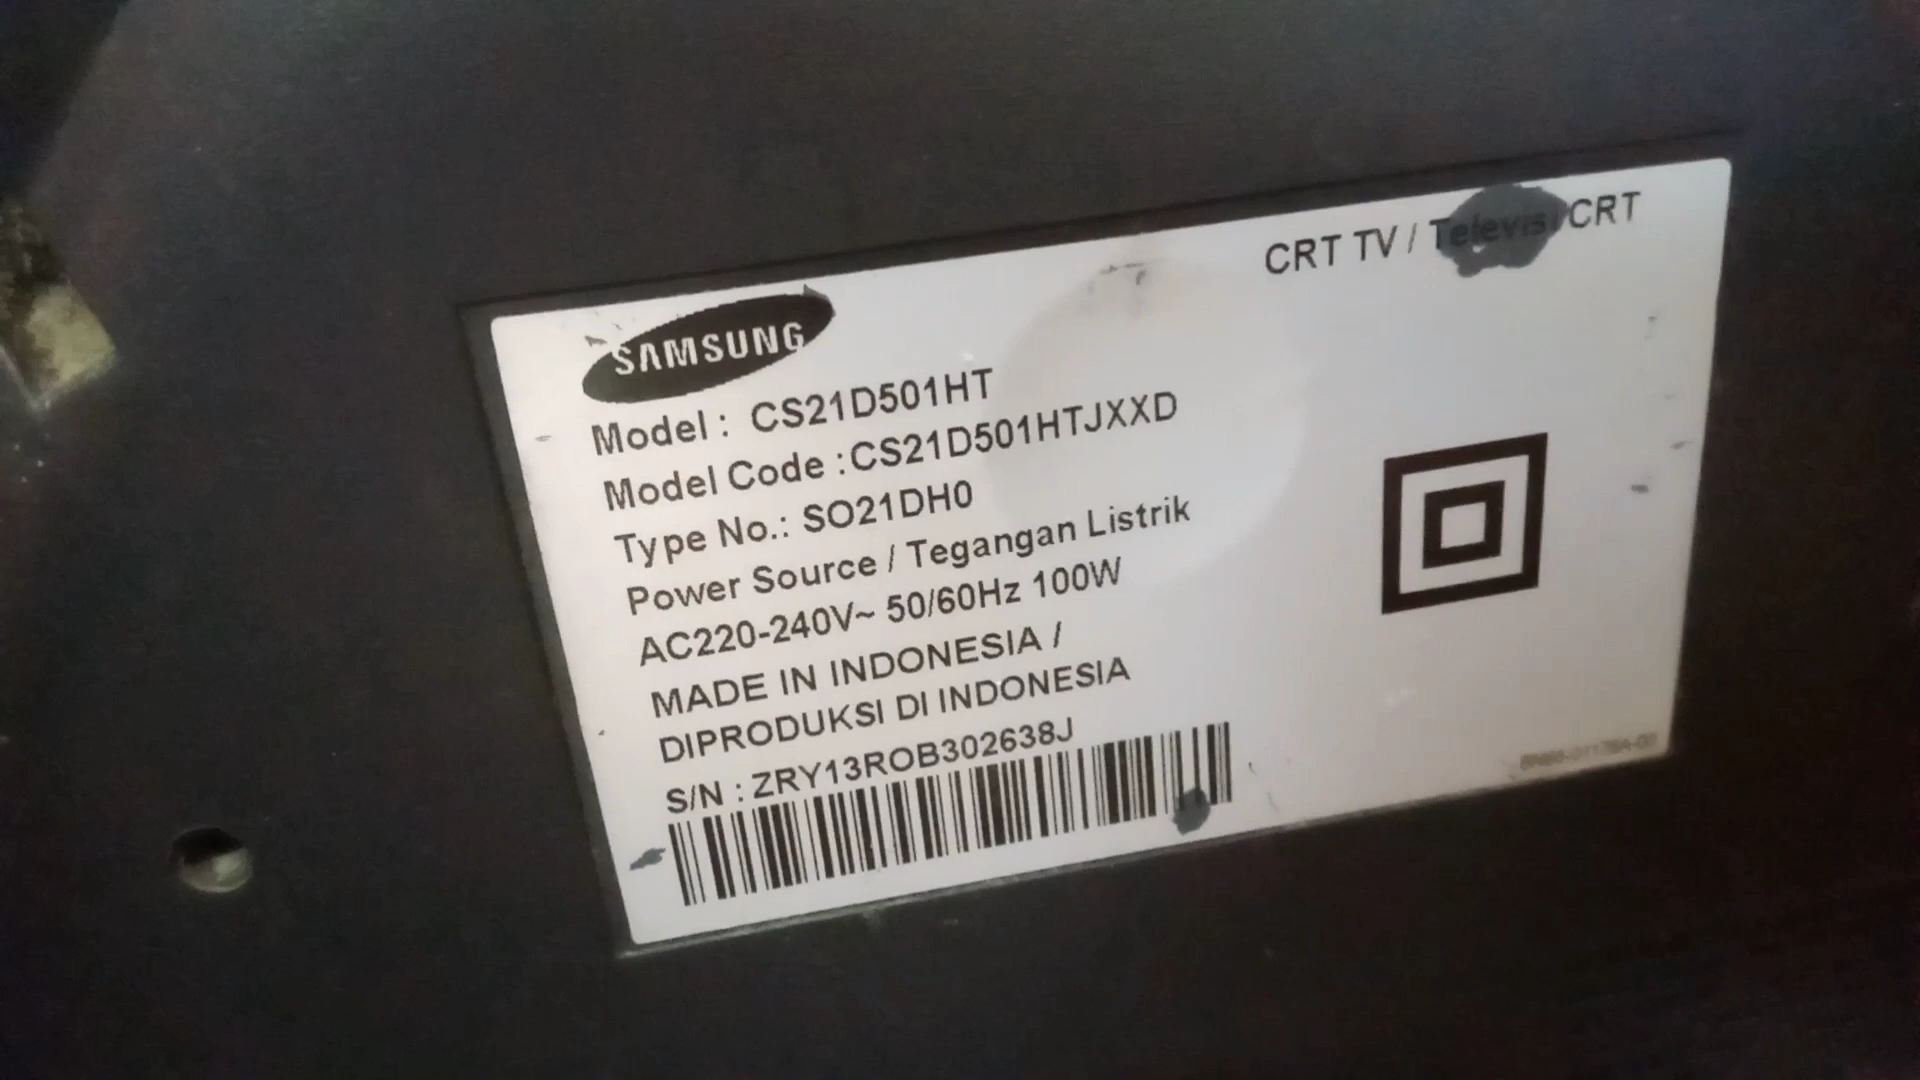 CRT TV / Televisi CRT
SAMSUNG
Model : CS21D501HT
Model Code :CS21D501HTJXXD
Type No.: SO21DH0
Power Source / Tegangan Listrik
AC220-240V~ 50/60Hz 100W
MADE IN INDONESIA /
DIPRODUKSI DI INDONESIA
S/N : ZRY13ROB302638J